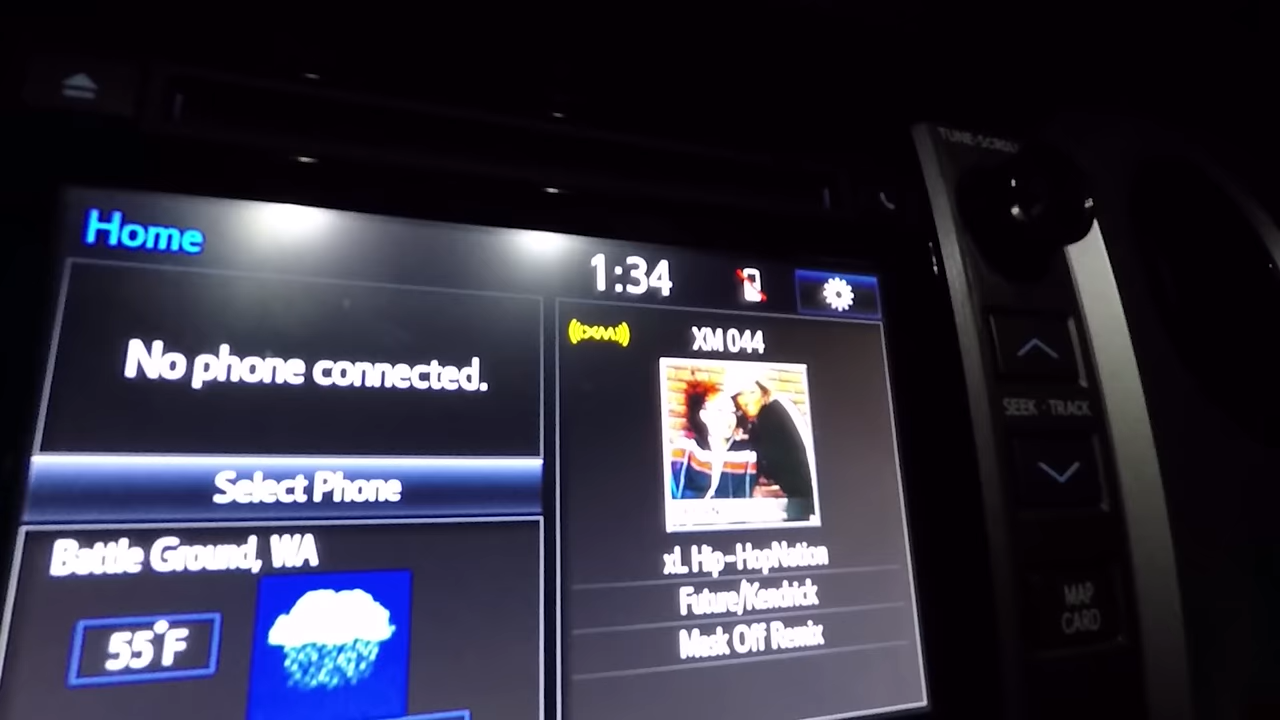 TUNE·SCROLL
Home
1:34
No phone connected.
Select Phone
Battle Ground, WA
55°F
XM
XM 044
xL Hip-HopNation
Future/Kendrick
Mask Off Remix
SEEK · TRACK
MAP
CARD